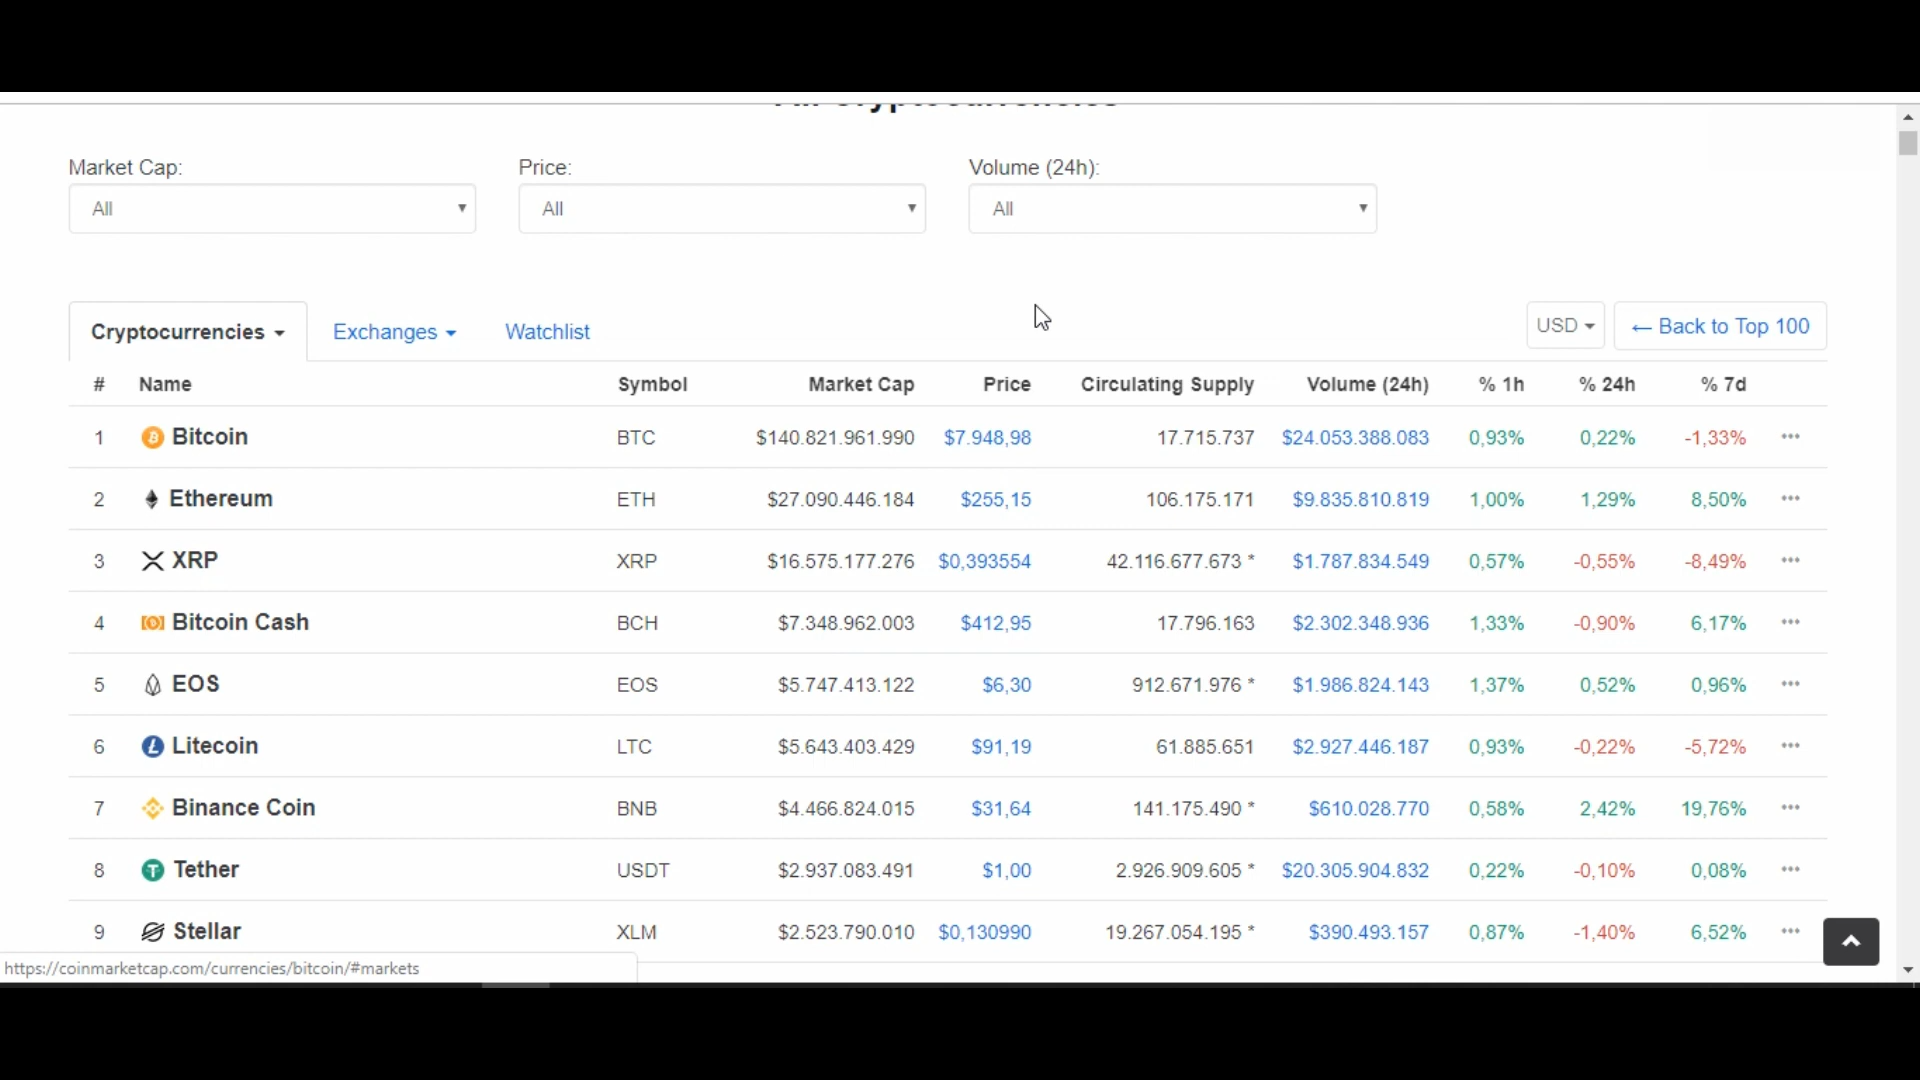 All Cryptocurrencies
Market Cap: Price: Volume (24h):
All All All
Cryptocurrencies Exchanges Watchlist USD ← Back to Top 100
# Name Symbol Market Cap Price Circulating Supply Volume (24h) % 1h % 24h % 7d
1 Bitcoin BTC $140.821.961.990 $7.948,98 17.715.737 $24.053.388.083 0,93% 0,22% -1,33%
2 Ethereum ETH $27.090.446.184 $255,15 106.175.171 $9.835.810.819 1,00% 1,29% 8,50%
3 XRP XRP $16.575.177.276 $0,393554 42.116.677.673 * $1.787.834.549 0,57% -0,55% -8,49%
4 Bitcoin Cash BCH $7.348.962.003 $412,95 17.796.163 $2.302.348.936 1,33% -0,90% 6,17%
5 EOS EOS $5.747.413.122 $6,30 912.671.976 * $1.986.824.143 1,37% 0,52% 0,96%
6 Litecoin LTC $5.643.403.429 $91,19 61.885.651 $2.927.446.187 0,93% -0,22% -5,72%
7 Binance Coin BNB $4.466.824.015 $31,64 141.175.490 * $610.028.770 0,58% 2,42% 19,76%
8 Tether USDT $2.937.083.491 $1,00 2.926.909.605 * $20.305.904.832 0,22% -0,10% 0,08%
9 Stellar XLM $2.523.790.010 $0,130990 19.267.054.195 * $390.493.157 0,87% -1,40% 6,52%
https://coinmarketcap.com/currencies/bitcoin/#markets